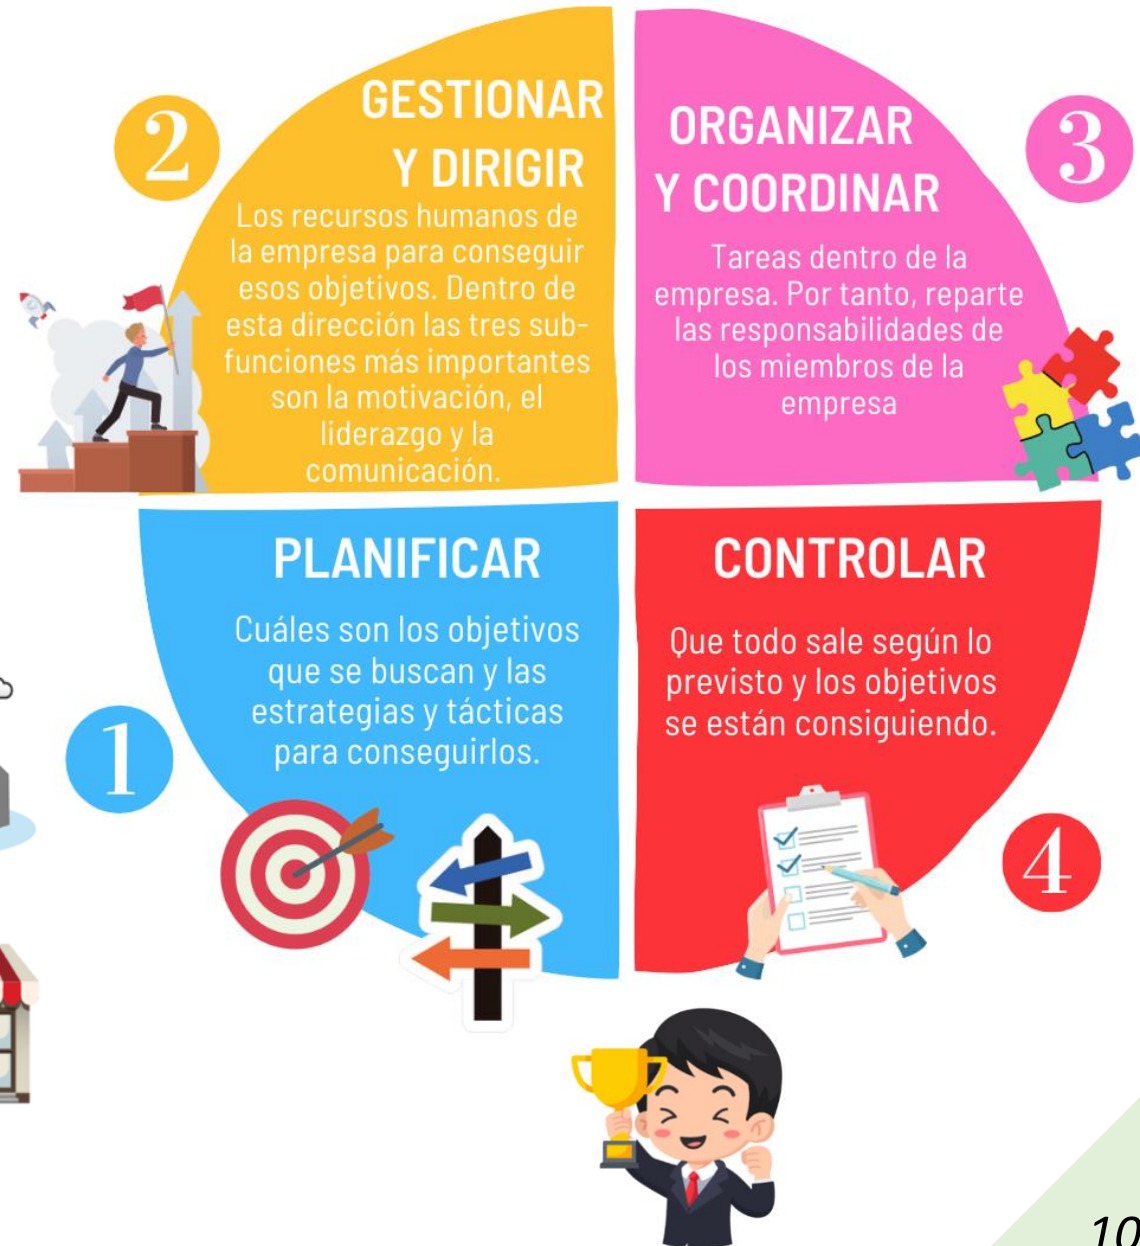 2
GESTIONAR
Y DIRIGIR
Los recursos humanos de
la empresa para conseguir
esos objetivos. Dentro de
esta dirección las tres sub-
funciones más importantes
son la motivación, el
liderazgo y la
comunicación.
ORGANIZAR
Y COORDINAR
3
Tareas dentro de la
empresa. Por tanto, reparte
las responsabilidades de
los miembros de la
empresa
PLANIFICAR
Cuáles son los objetivos
que se buscan y las
estrategias y tácticas
para conseguirlos.
1
CONTROLAR
Que todo sale según lo
previsto y los objetivos
se están consiguiendo.
4
10